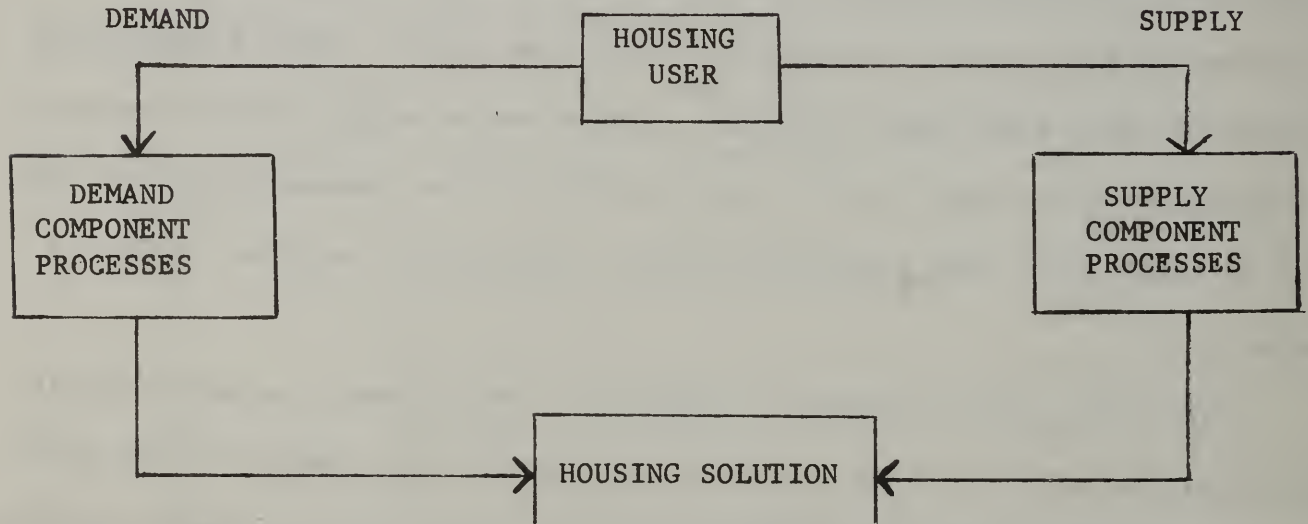 DEMAND
SUPPLY
HOUSING
USER
DEMAND
COMPONENT
PROCESSES
SUPPLY
COMPONENT
PROCESSES
HOUSING SOLUTION